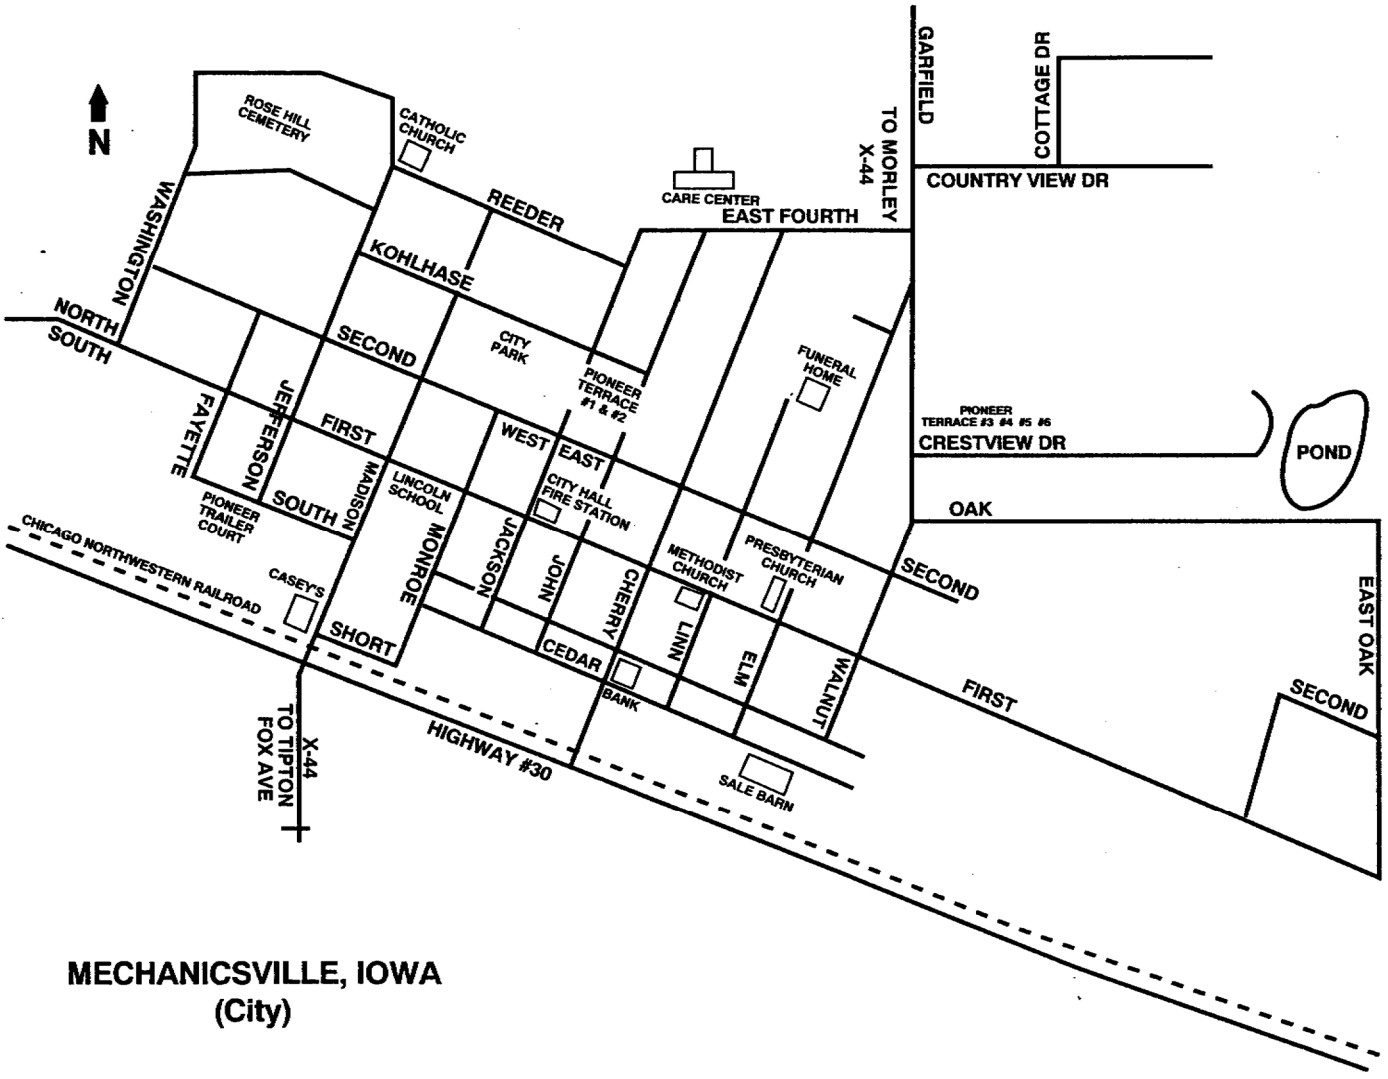 GARFIELD
COTTAGE DR
N
ROSE HILL
CEMETERY
CATHOLIC
CHURCH
TO MORLEY
X-44
COUNTRY VIEW DR
CARE CENTER
EAST FOURTH
REEDER
WASHINGTON
KOHLHASE
NORTH
SOUTH
SECOND
CITY
PARK
FUNERAL
HOME
PIONEER
TERRACE
#1 & #2
PIONEER
TERRACE #3 #4 #5 #6
CRESTVIEW DR
POND
FAYETTE
JEFFERSON
FIRST
WEST
EAST
MADISON
LINCOLN
SCHOOL
CITY HALL
FIRE STATION
PIONEER
TRAILER
COURT
SOUTH
OAK
CHICAGO NORTHWESTERN RAILROAD
MONROE
JACKSON
JOHN
CHERRY
METHODIST
CHURCH
PRESBYTERIAN
CHURCH
SECOND
EAST OAK
CASEY'S
SHORT
CEDAR
LINN
ELM
WALNUT
BANK
FIRST
SECOND
X-44
TO TIPTON
FOX AVE
HIGHWAY #30
SALE BARN
MECHANICSVILLE, IOWA
(City)